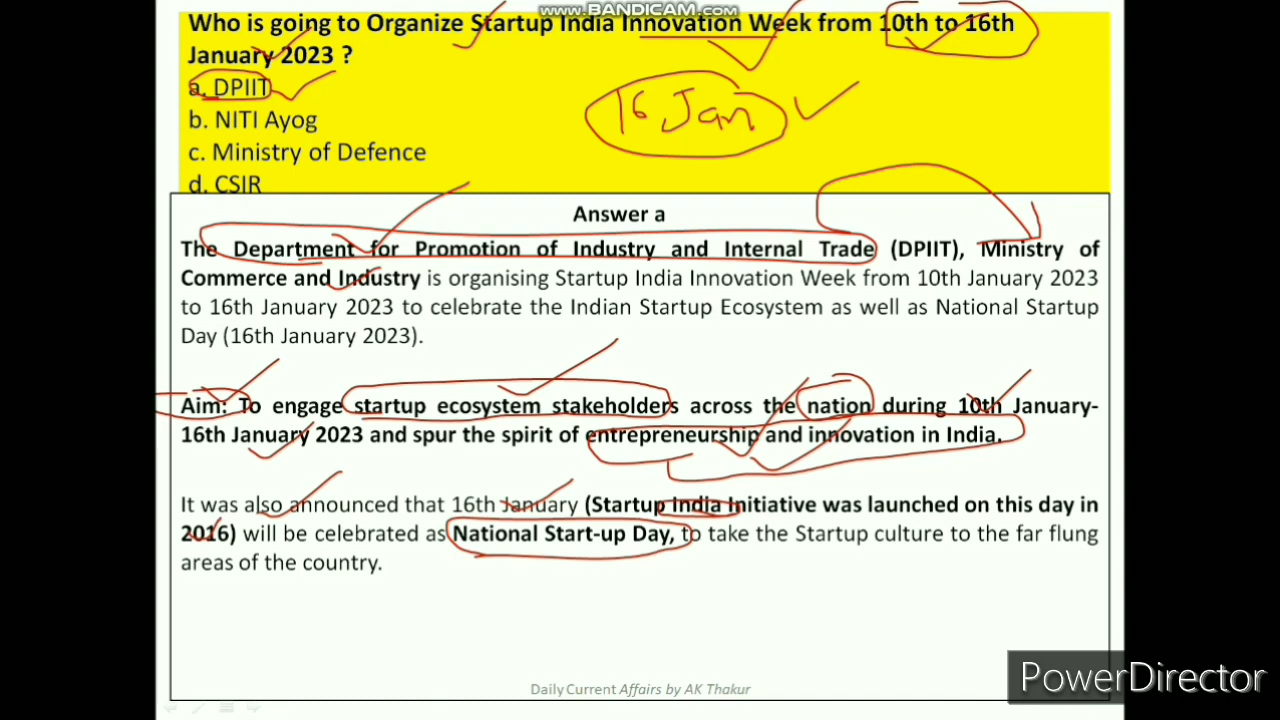 www.BANDICAM.com
Who is going to Organize Startup India Innovation Week from 10th to 16th
January 2023 ?
a. DPIIT
b. NITI Ayog
c. Ministry of Defence
d. CSIR
16 Jan
Answer a
The Department for Promotion of Industry and Internal Trade (DPIIT), Ministry of
Commerce and Industry is organising Startup India Innovation Week from 10th January 2023
to 16th January 2023 to celebrate the Indian Startup Ecosystem as well as National Startup
Day (16th January 2023).
Aim: To engage startup ecosystem stakeholders across the nation during 10th January-
16th January 2023 and spur the spirit of entrepreneurship and innovation in India.
It was also announced that 16th January (Startup India Initiative was launched on this day in
2016) will be celebrated as National Start-up Day, to take the Startup culture to the far flung
areas of the country.
Daily Current Affairs by AK Thakur
PowerDirector